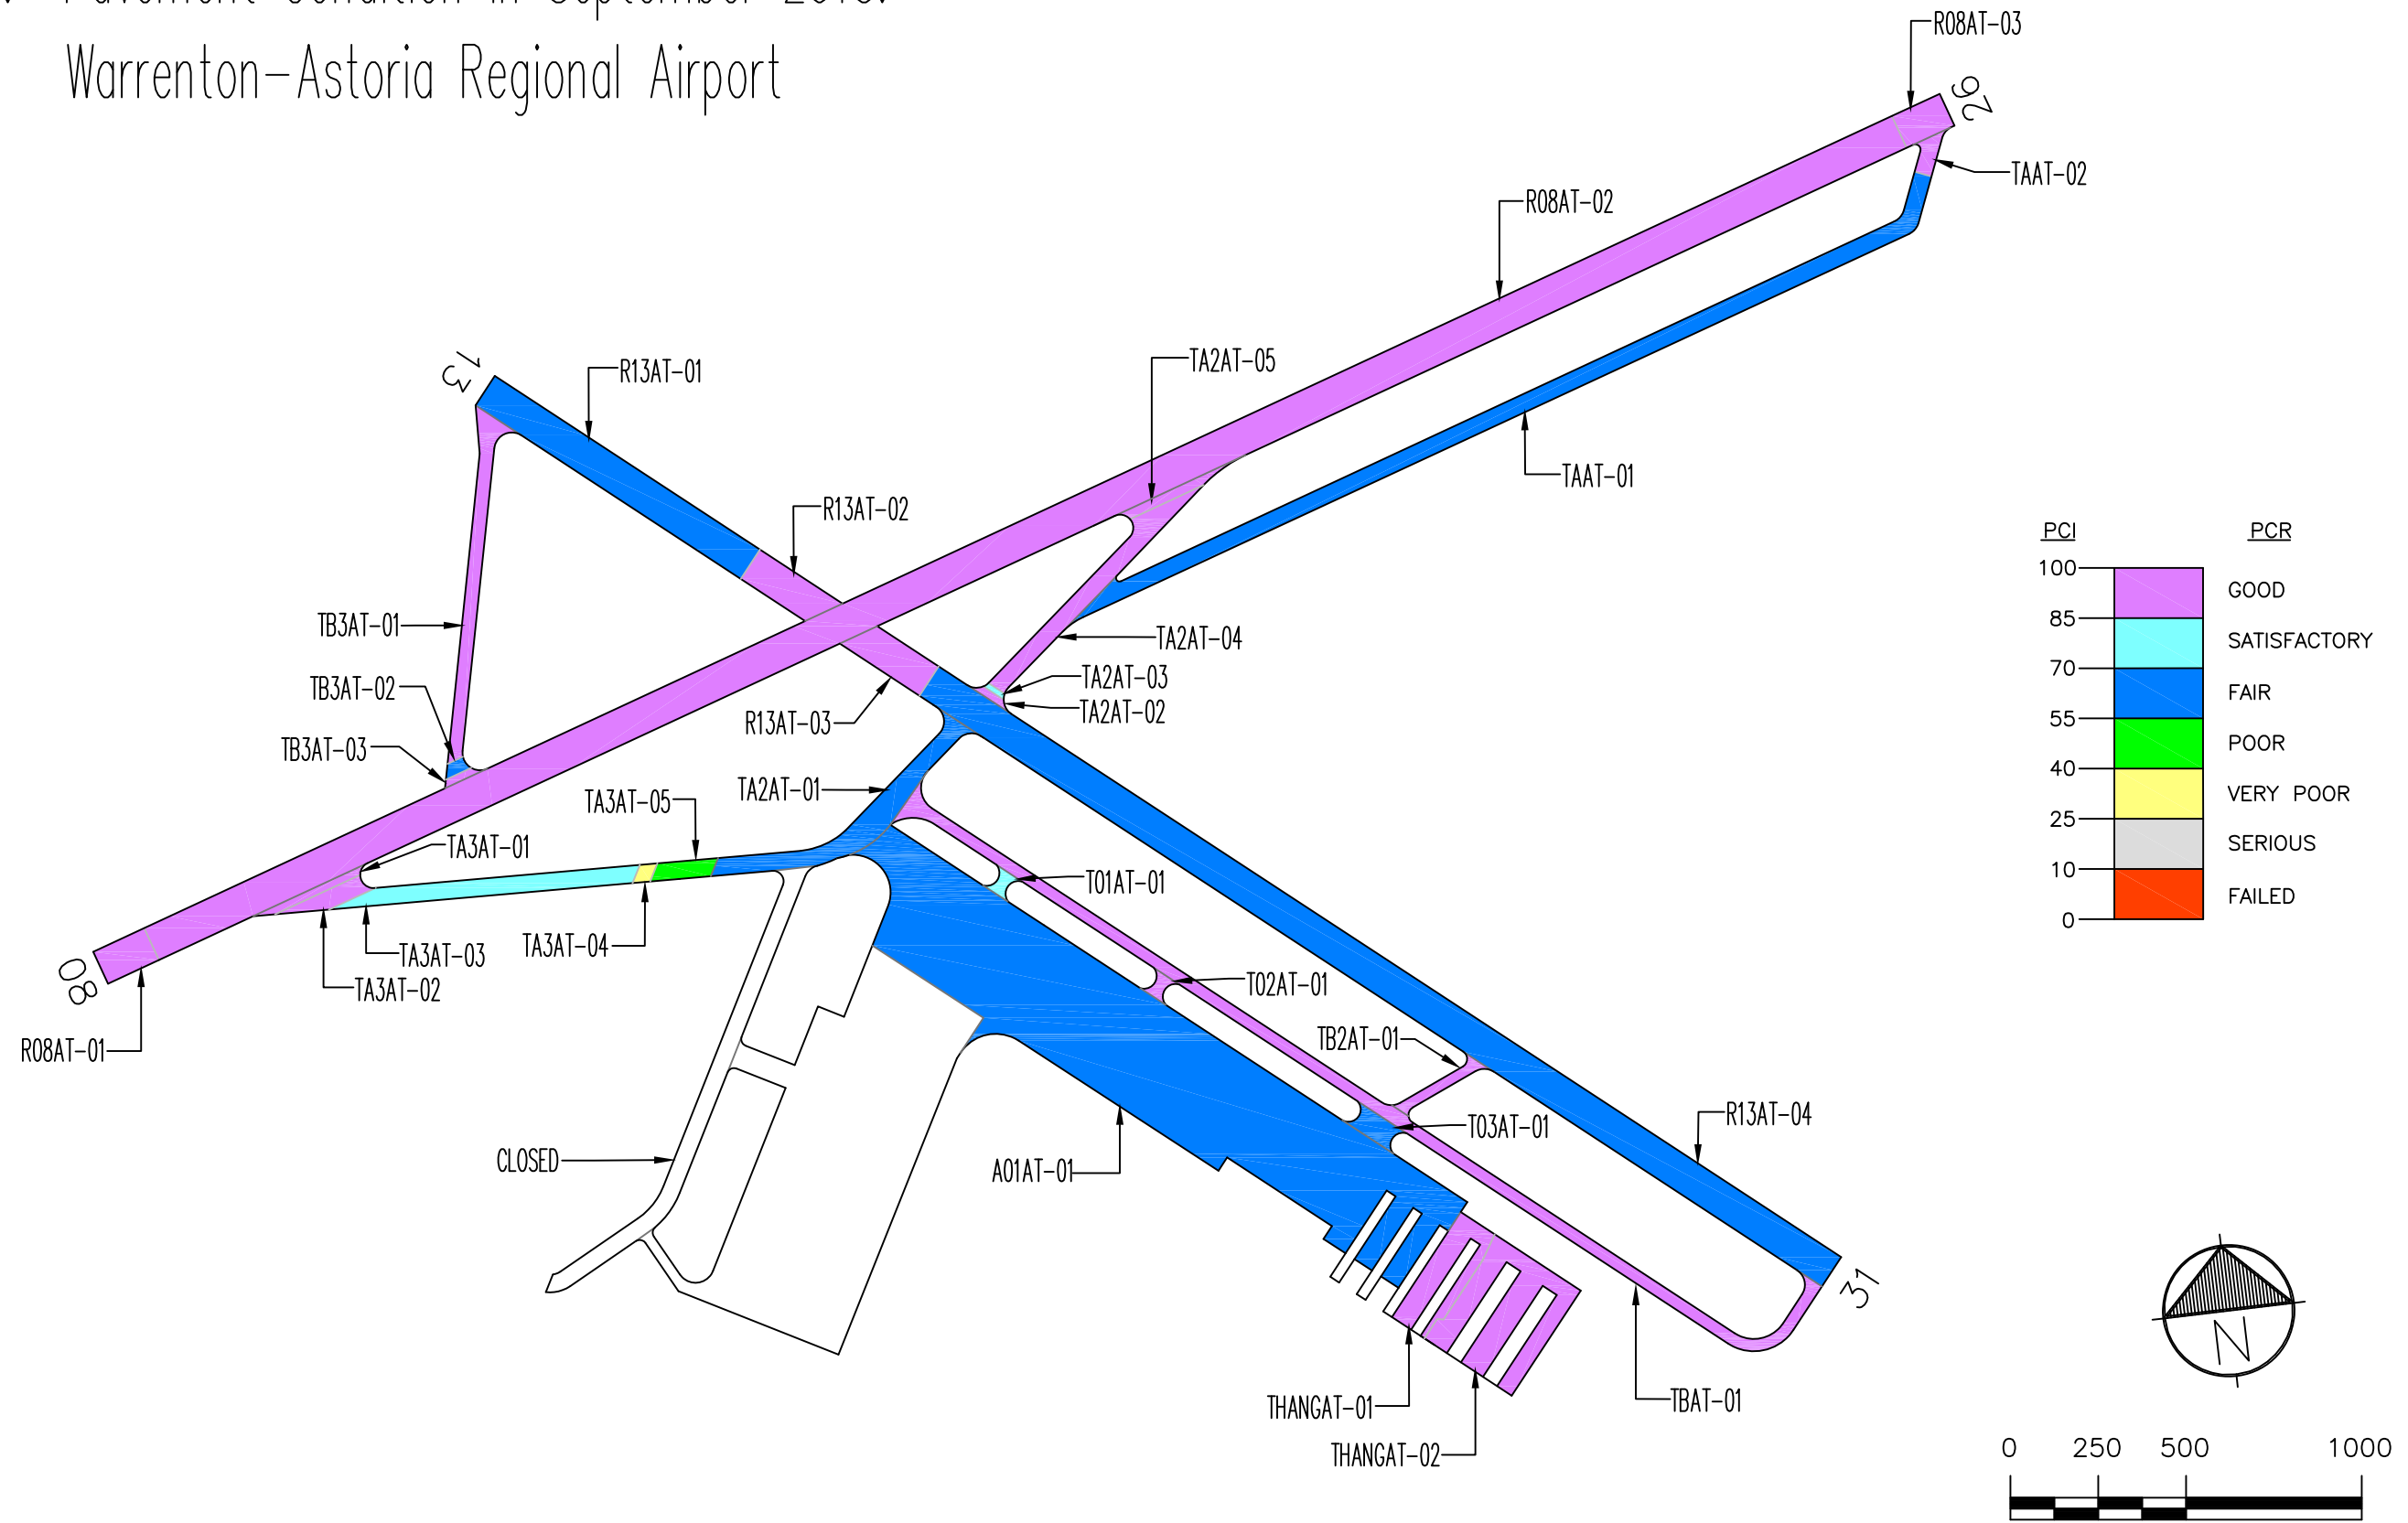 Warrenton-Astoria Regional Airport
R08AT-03
26
TAAT-02
R08AT-02
13
R13AT-01
TA2AT-05
TAAT-01
R13AT-02
TB3AT-01
TA2AT-04
TB3AT-02
TA2AT-03
TA2AT-02
R13AT-03
TB3AT-03
TA2AT-01
TA3AT-05
TA3AT-01
T01AT-01
TA3AT-04
TA3AT-03
TA3AT-02
08
T02AT-01
R08AT-01
TB2AT-01
R13AT-04
T03AT-01
CLOSED
A01AT-01
31
THANGAT-01
TBAT-01
THANGAT-02
PCI PCR
100
GOOD
85
SATISFACTORY
70
FAIR
55
POOR
40
VERY POOR
25
SERIOUS
10
FAILED
0
N
0 250 500 1000